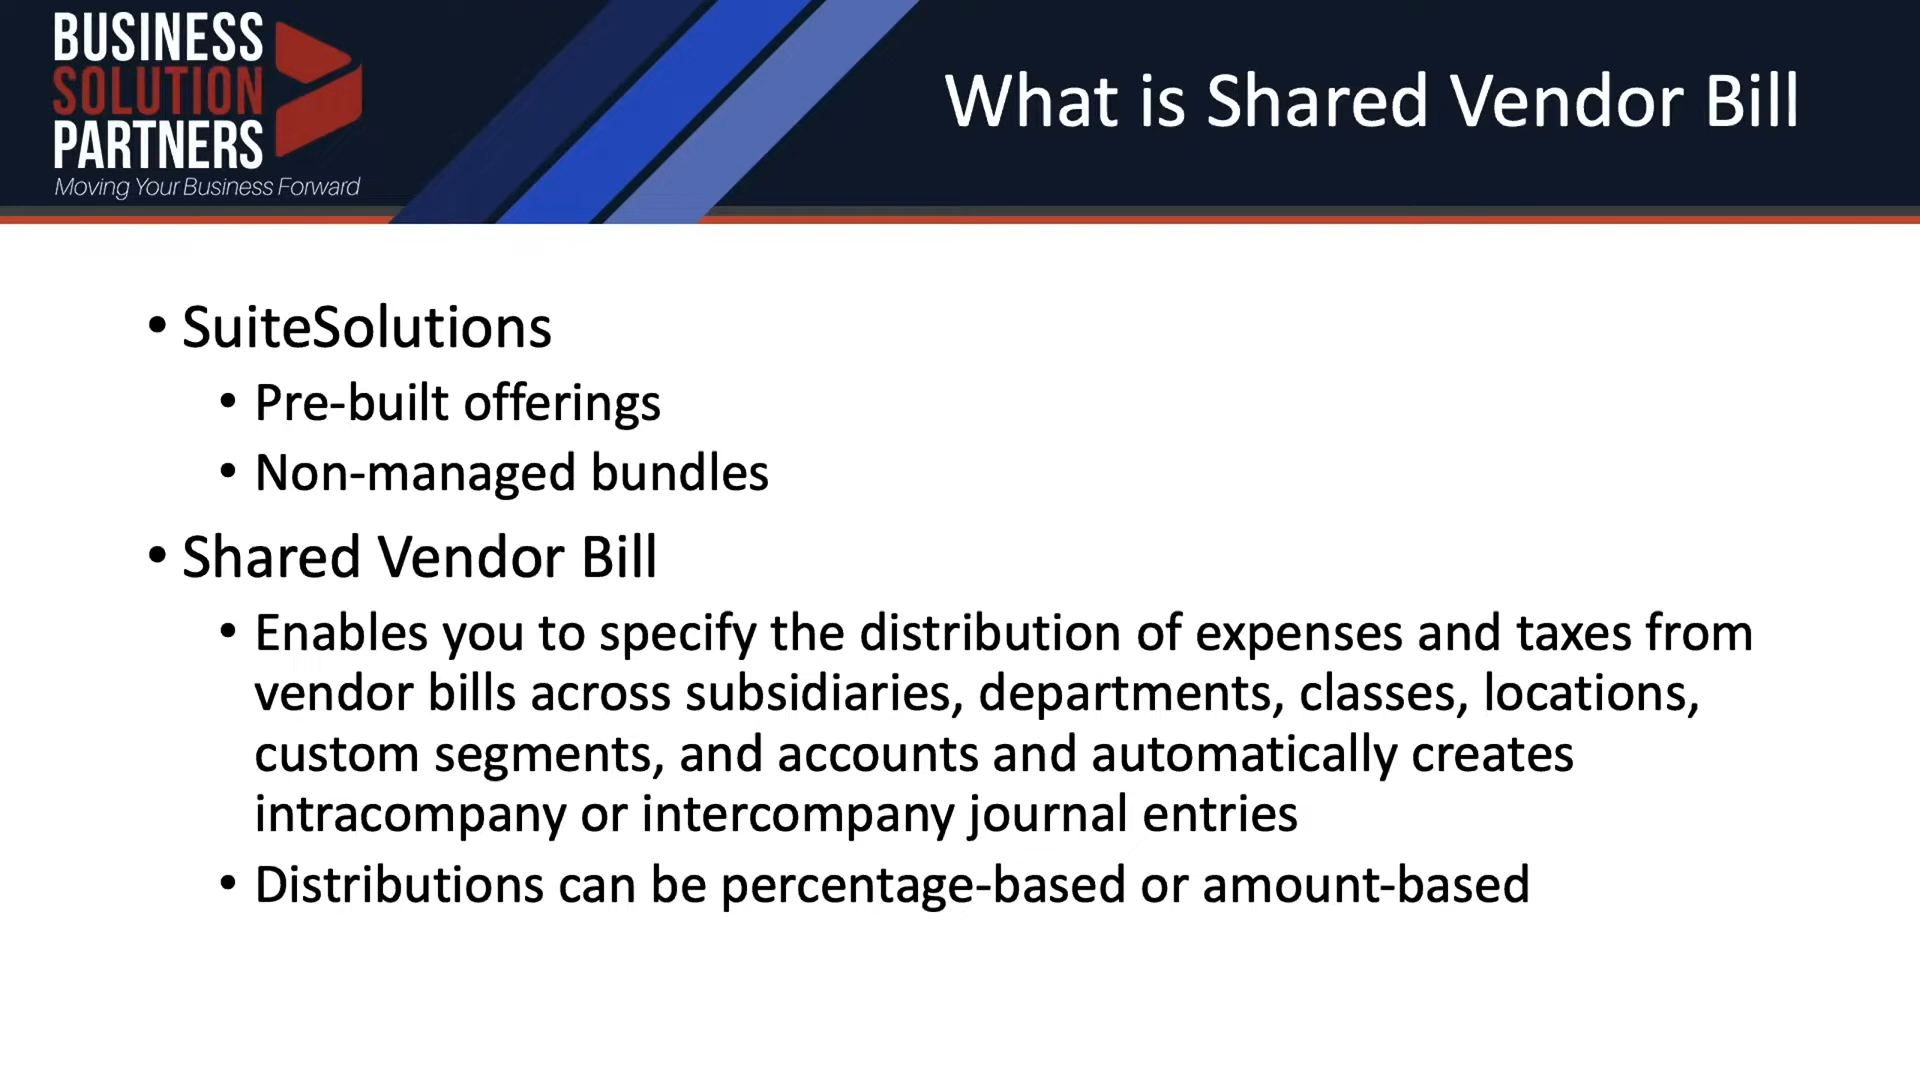 BUSINESS
SOLUTION
PARTNERS
Moving Your Business Forward
What is Shared Vendor Bill
• SuiteSolutions
• Pre-built offerings
• Non-managed bundles
• Shared Vendor Bill
• Enables you to specify the distribution of expenses and taxes from
vendor bills across subsidiaries, departments, classes, locations,
custom segments, and accounts and automatically creates
intracompany or intercompany journal entries
• Distributions can be percentage-based or amount-based